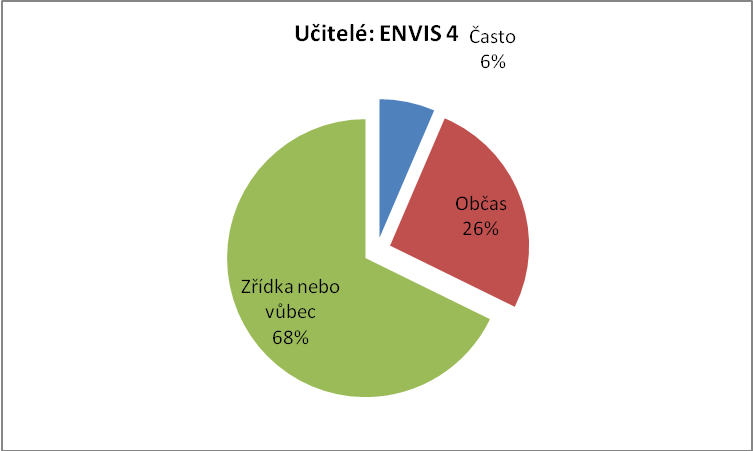 Učitelé: ENVIS 4
Často
6%
Občas
26%
Zřídka nebo
vůbec
68%